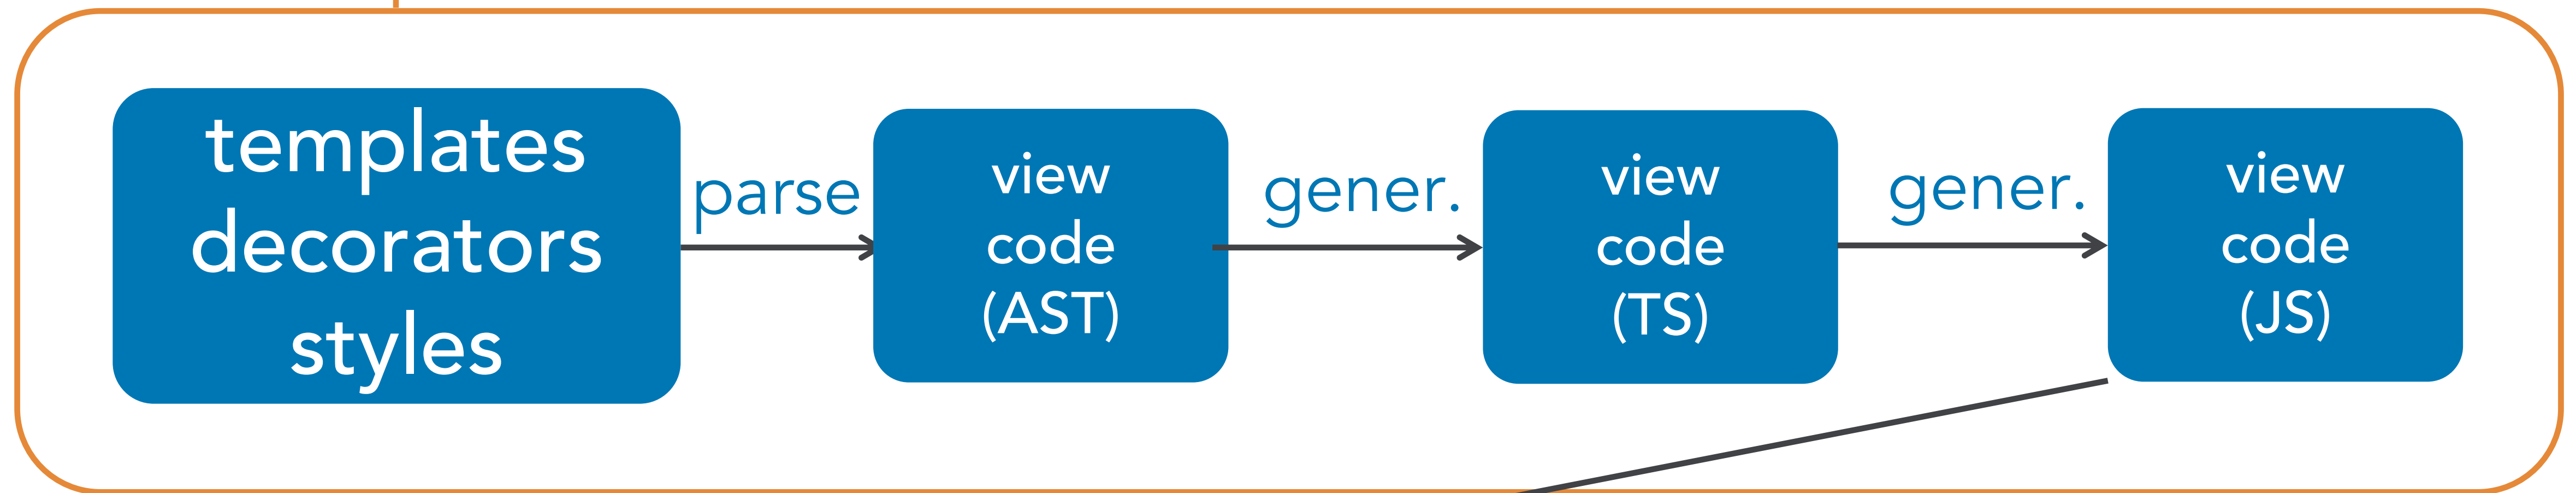 templates
decorators
styles
parse
view
code
(AST)
gener.
view
code
(TS)
gener.
view
code
(JS)